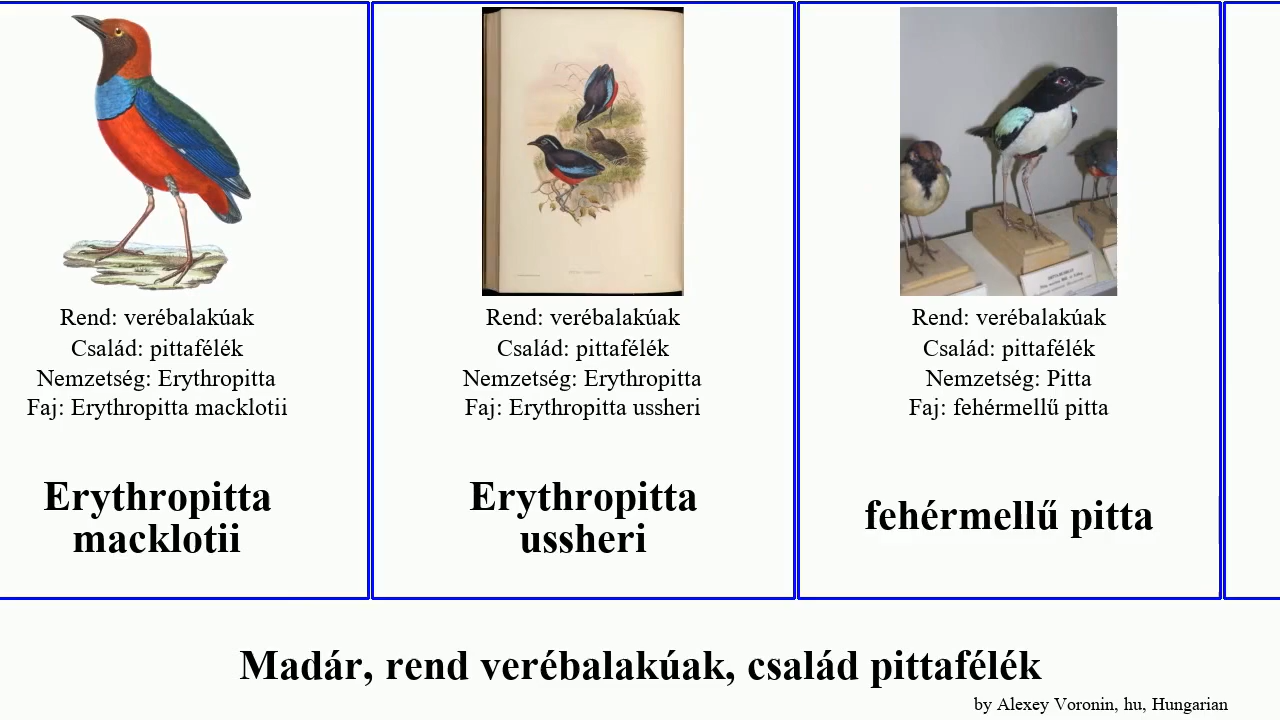 Rend: verébalakúak
Család: pittafélék
Nemzetség: Erythropitta
Faj: Erythropitta macklotii
Erythropitta
macklotii
Rend: verébalakúak
Család: pittafélék
Nemzetség: Erythropitta
Faj: Erythropitta ussheri
Erythropitta
ussheri
Rend: verébalakúak
Család: pittafélék
Nemzetség: Pitta
Faj: fehérmellű pitta
fehérmellű pitta
Madár, rend verébalakúak, család pittafélék
by Alexey Voronin, hu, Hungarian